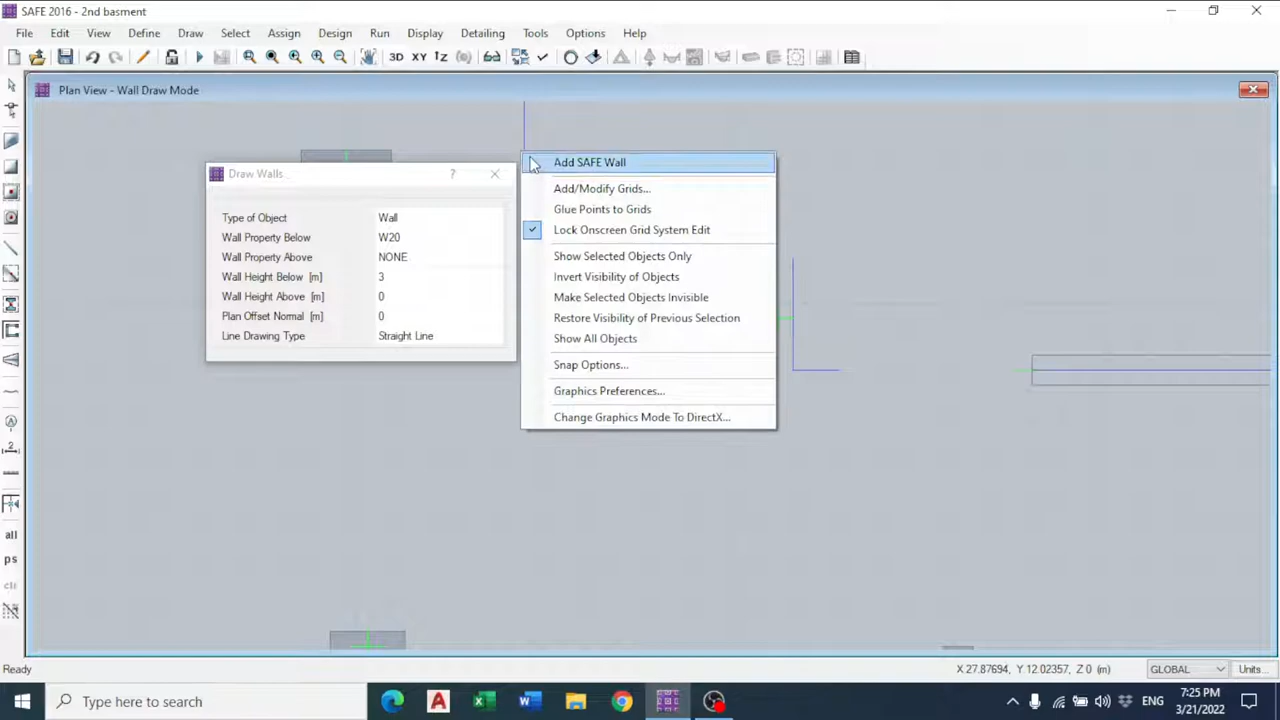 SAFE 2016 - 2nd basment
File Edit View Define Draw Select Assign Design Run Display Detailing Tools Options Help
3D XY
Plan View - Wall Draw Mode
Draw Walls
?
Type of Object Wall
Wall Property Below W20
Wall Property Above NONE
Wall Height Below [m] 3
Wall Height Above [m] 0
Plan Offset Normal [m] 0
Line Drawing Type Straight Line
Add SAFE Wall
Add/Modify Grids...
Glue Points to Grids
Lock Onscreen Grid System Edit
Show Selected Objects Only
Invert Visibility of Objects
Make Selected Objects Invisible
Restore Visibility of Previous Selection
Show All Objects
Snap Options...
Graphics Preferences...
Change Graphics Mode To DirectX...
all
ps
clr
Ready
X 27.87694, Y 12.02357, Z 0 (m)
GLOBAL
Units...
Type here to search
ENG
7:25 PM
3/21/2022